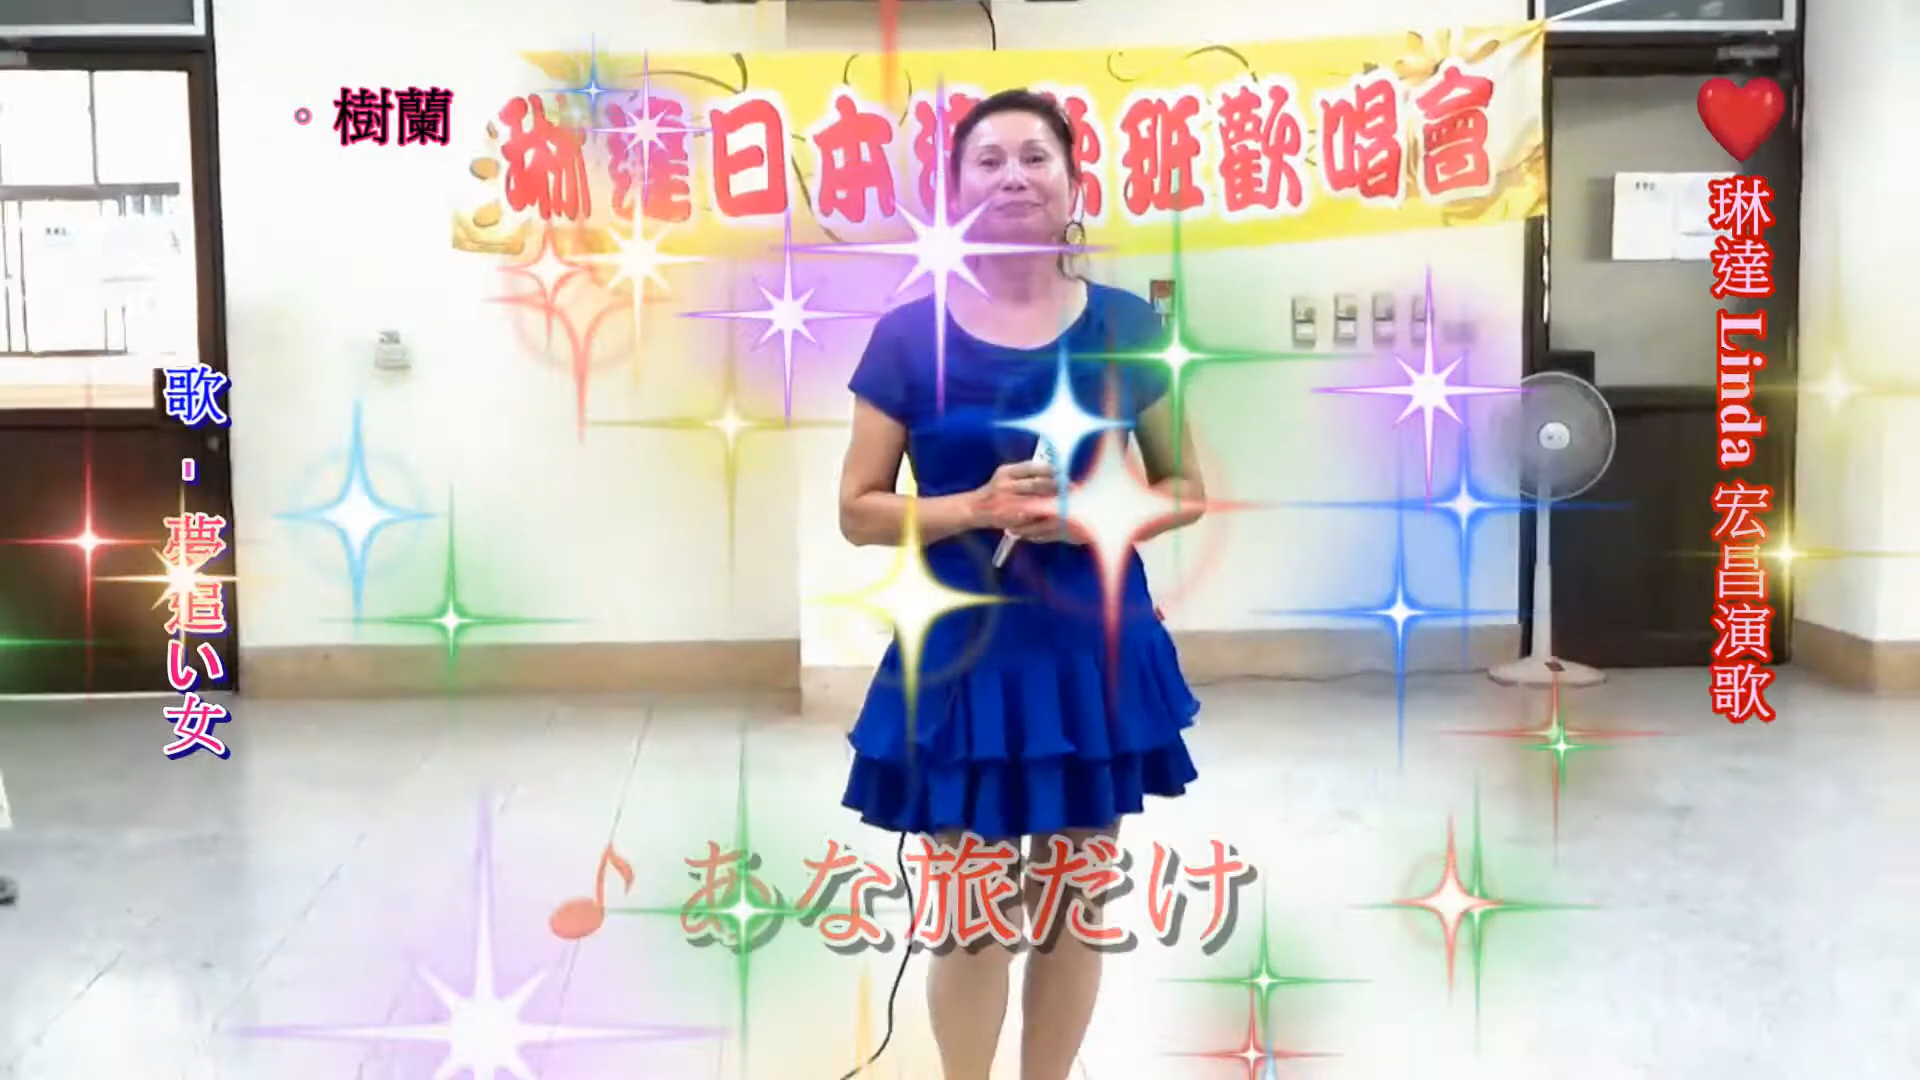 樹蘭
琳達日本演歌班歡唱會
琳達 Linda 宏昌演歌
歌 - 夢追い女
あな旅だけ